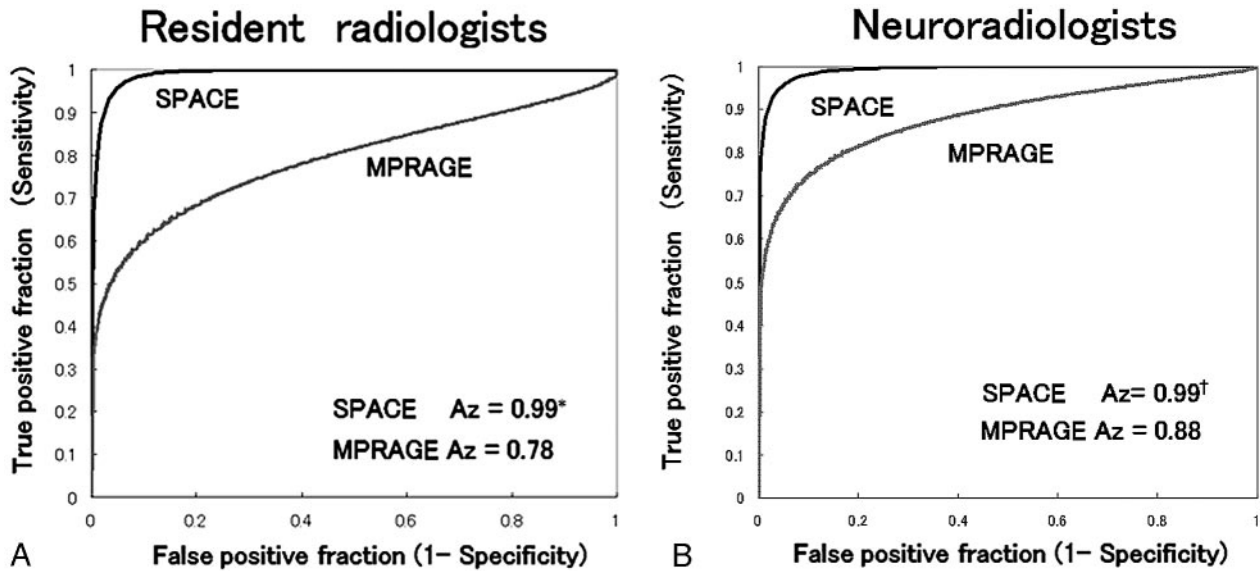 Resident radiologists
True positive fraction (Sensitivity)
1
0.9
0.8
0.7
0.6
0.5
0.4
0.3
0.2
0.1
0
SPACE
MPRAGE
SPACE Az = 0.99*
MPRAGE Az = 0.78
0 0.2 0.4 0.6 0.8 1
False positive fraction (1- Specificity)
A
Neuroradiologists
True positive fraction (Sensitivity)
1
0.9
0.8
0.7
0.6
0.5
0.4
0.3
0.2
0.1
0
SPACE
MPRAGE
SPACE Az= 0.99†
MPRAGE Az = 0.88
0 0.2 0.4 0.6 0.8 1
False positive fraction (1- Specificity)
B